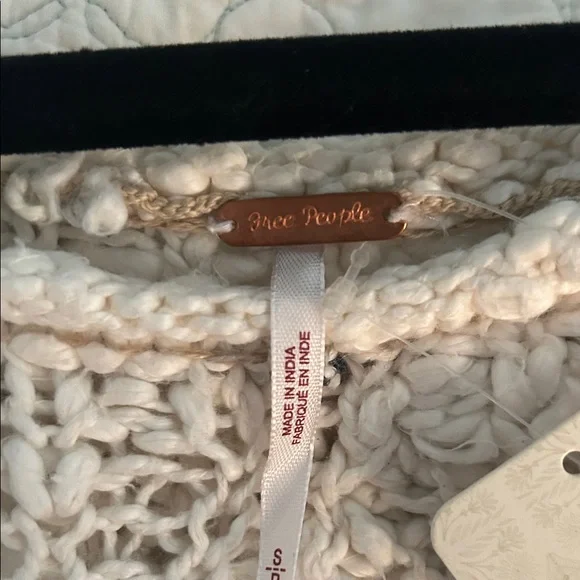 Free People
MADE IN INDIA
FABRIQUÉ EN INDE
S-P